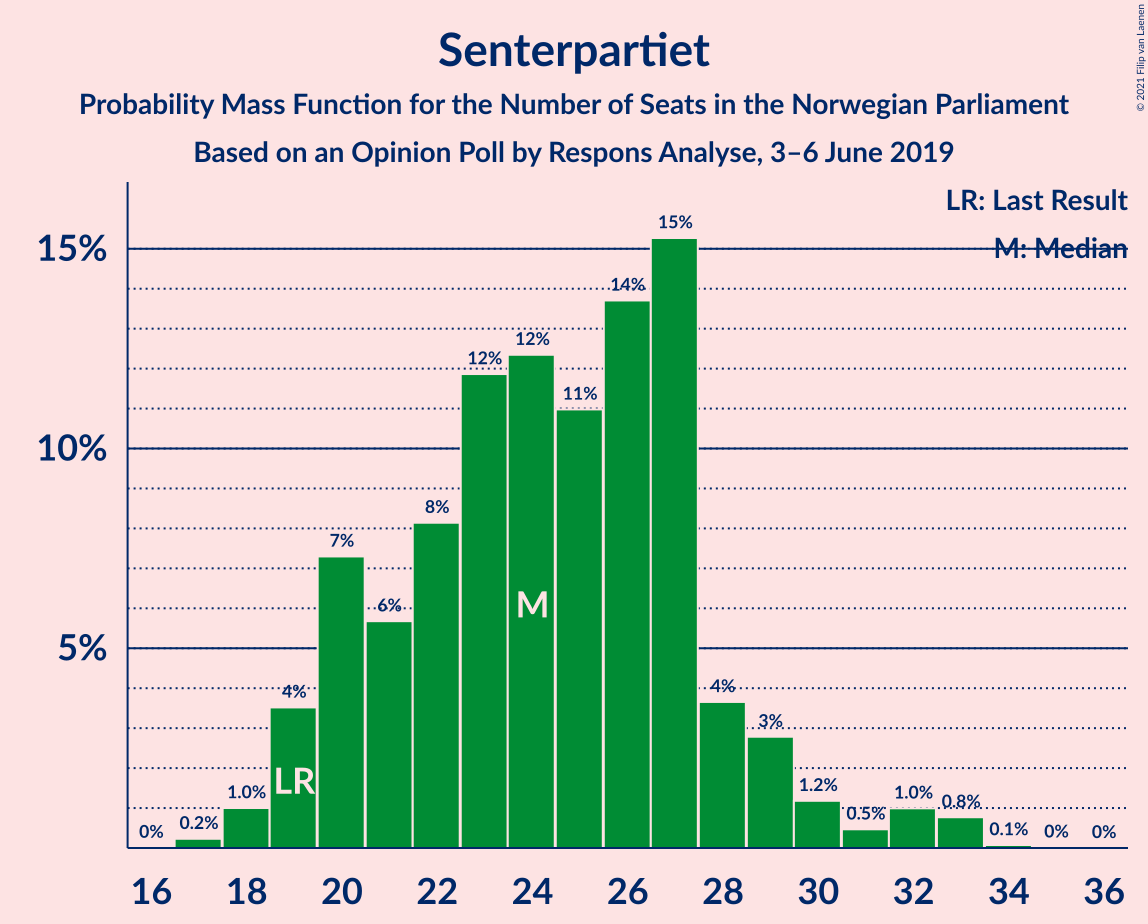 Senterpartiet
Probability Mass Function for the Number of Seats in the Norwegian Parliament
Based on an Opinion Poll by Respons Analyse, 3–6 June 2019
© 2021 Filip van Laenen
LR: Last Result
M: Median
15%
10%
5%
0%
0.2%
1.0%
4%
7%
6%
8%
12%
12%
11%
14%
15%
4%
3%
1.2%
0.5%
1.0%
0.8%
0.1%
0%
0%
LR
M
16 18 20 22 24 26 28 30 32 34 36